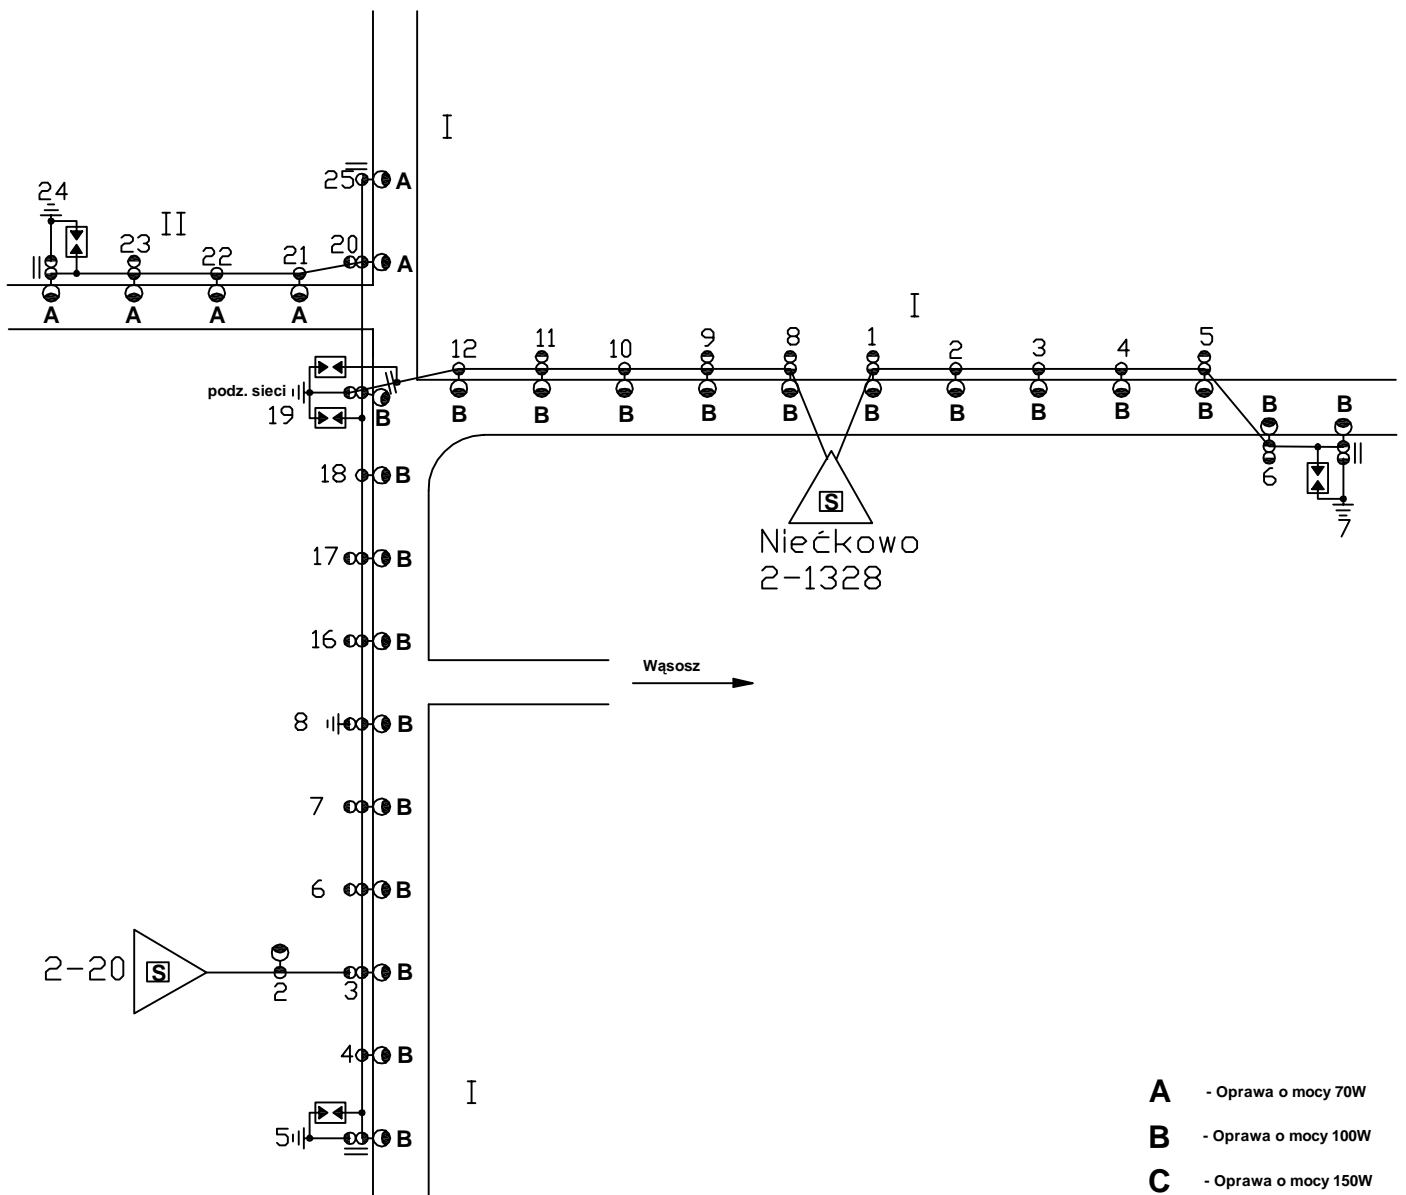 I
25 A
24
II
23
22
21
20
A
A
A
A
A
I
12
11
10
9
8
1
2
3
4
5
podz. sieci
19
B
B
B
B
B
B
B
B
B
B
B
B
B
6
7
18 B
S
Niećkowo
2-1328
17 B
16 B
Wąsosz
8 B
7 B
6 B
2-20 S
2
3
B
4 B
I
5 B
A - Oprawa o mocy 70W
B - Oprawa o mocy 100W
C - Oprawa o mocy 150W